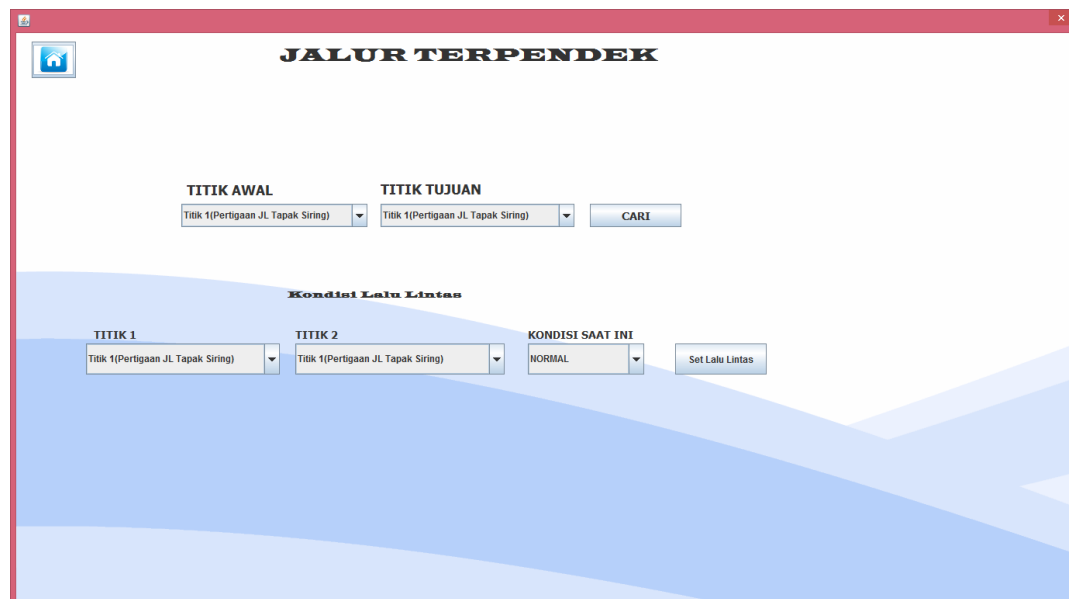 JALUR TERPENDEK
TITIK AWAL TITIK TUJUAN
Titik 1(Pertigaan JL Tapak Siring) Titik 1(Pertigaan JL Tapak Siring) CARI
Kondisi Lalu Lintas
TITIK 1 TITIK 2 KONDISI SAAT INI
Titik 1(Pertigaan JL Tapak Siring) Titik 1(Pertigaan JL Tapak Siring) NORMAL Set Lalu Lintas